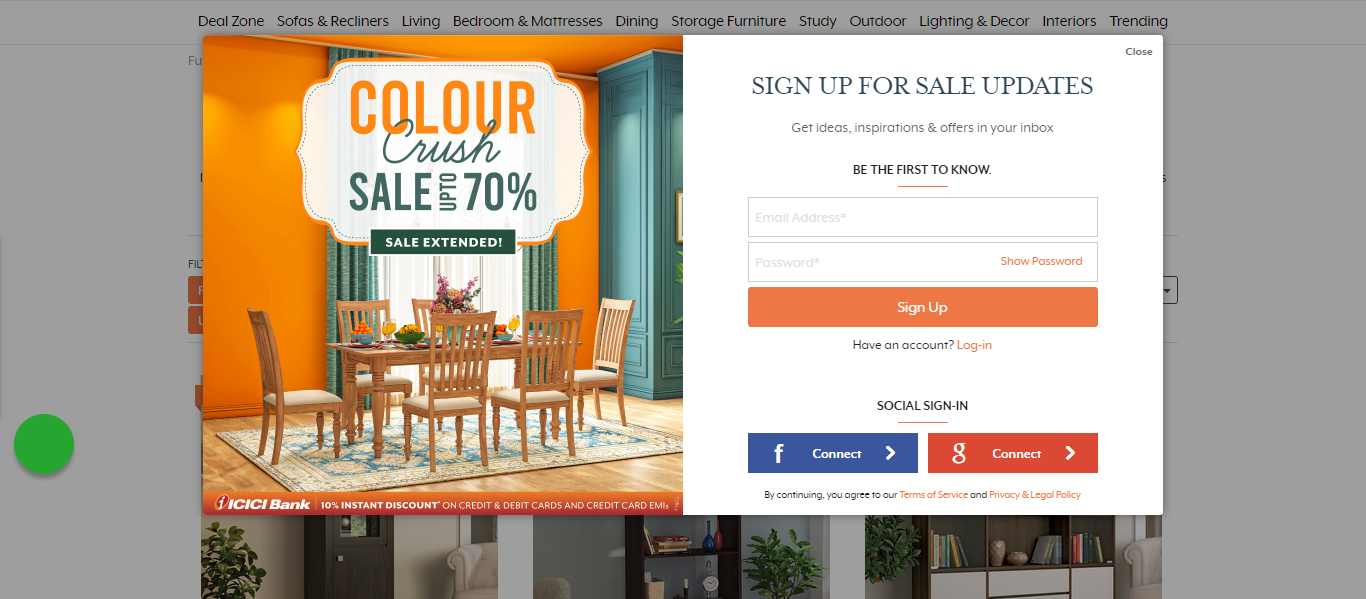 Deal Zone Sofas & Recliners Living Bedroom & Mattresses Dining Storage Furniture Study Outdoor Lighting & Decor Interiors Trending
Close
COLOUR
Crush
SALE UPTO 70%
SALE EXTENDED!
ICICI Bank 10% INSTANT DISCOUNT* ON CREDIT & DEBIT CARDS AND CREDIT CARD EMIs
SIGN UP FOR SALE UPDATES
Get ideas, inspirations & offers in your inbox
BE THE FIRST TO KNOW.
Email Address*
Password* Show Password
Sign Up
Have an account? Log-in
SOCIAL SIGN-IN
f Connect
g Connect
By continuing, you agree to our Terms of Service and Privacy & Legal Policy